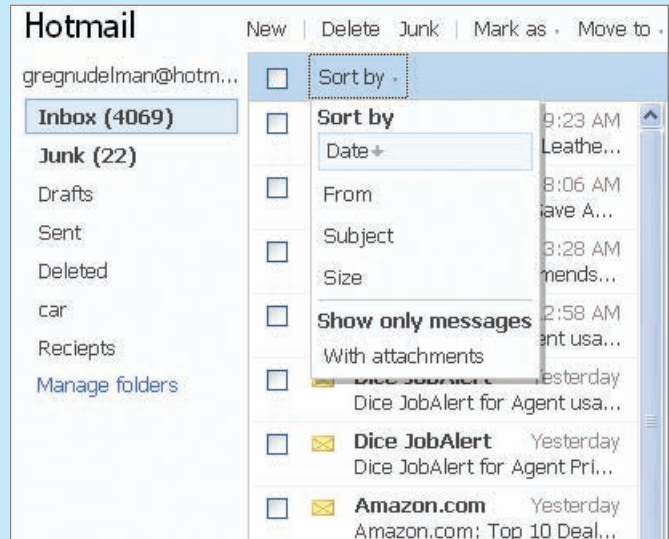 Hotmail
New | Delete Junk | Mark as Move to
gregnudelman@hotm...
Sort by
Inbox (4069)
Junk (22)
Drafts
Sent
Deleted
car
Reciepts
Manage folders
Sort by
Date
From
Subject
Size
Show only messages
With attachments
9:23 AM
Leathe...
8:06 AM
ave A...
3:28 AM
mends...
2:58 AM
ent usa...
Dice JobAlert Yesterday
Dice JobAlert for Agent usa...
Dice JobAlert Yesterday
Dice JobAlert for Agent Pri...
Amazon.com Yesterday
Amazon.com: Top 10 Deal...